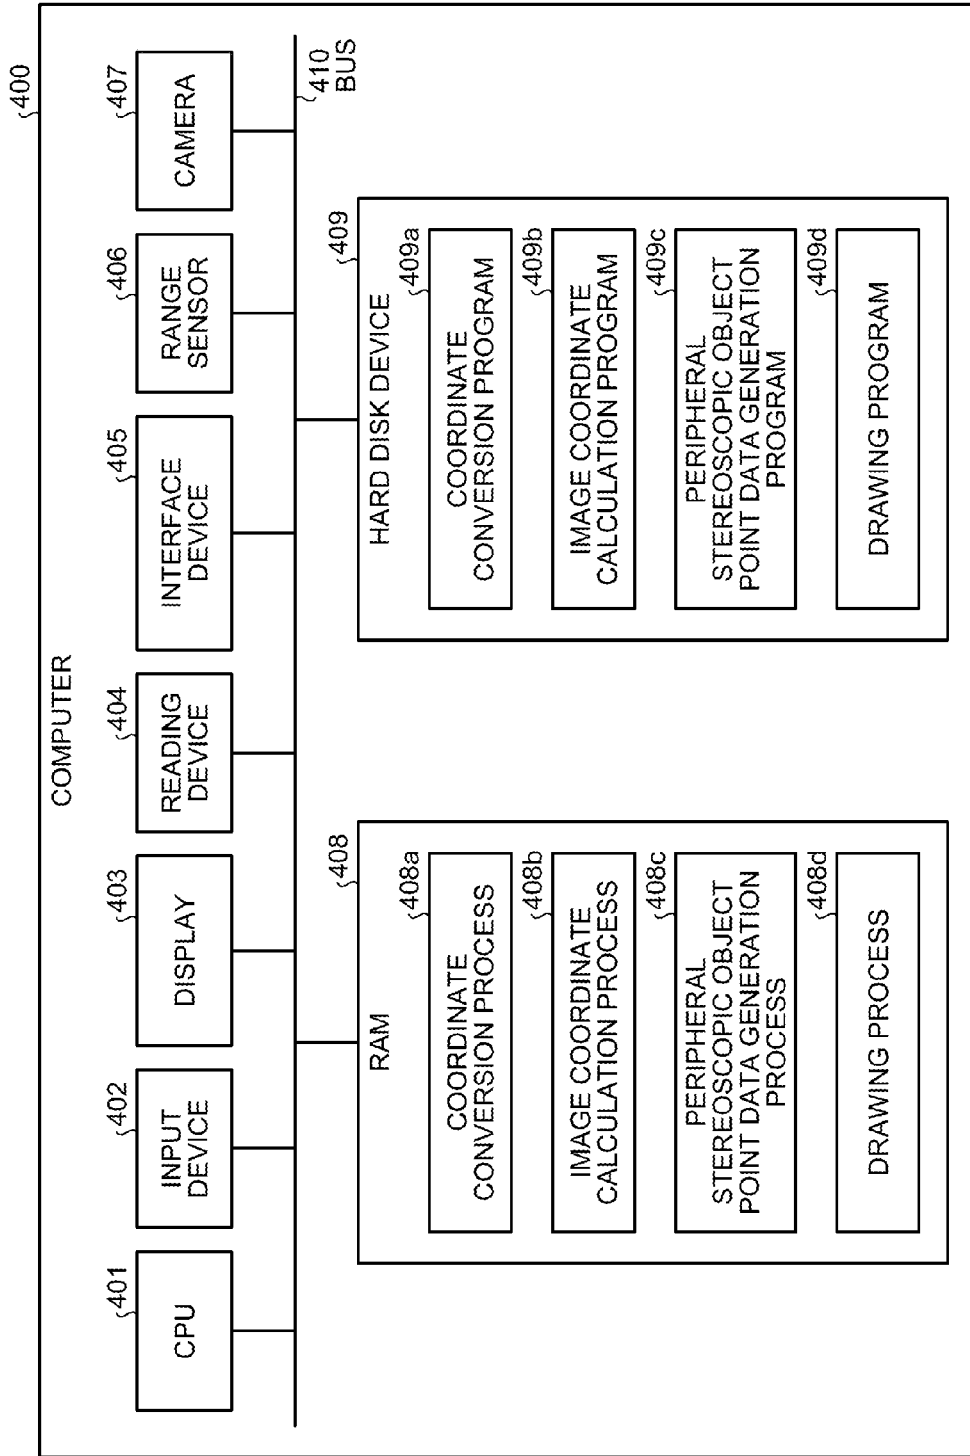 400
COMPUTER
401
CPU
402
INPUT
DEVICE
403
DISPLAY
404
READING
DEVICE
405
INTERFACE
DEVICE
406
RANGE
SENSOR
407
CAMERA
410
BUS
408
RAM
408a
COORDINATE
CONVERSION PROCESS
408b
IMAGE COORDINATE
CALCULATION PROCESS
408c
PERIPHERAL
STEREOSCOPIC OBJECT
POINT DATA GENERATION
PROCESS
408d
DRAWING PROCESS
409
HARD DISK DEVICE
409a
COORDINATE
CONVERSION PROGRAM
409b
IMAGE COORDINATE
CALCULATION PROGRAM
409c
PERIPHERAL
STEREOSCOPIC OBJECT
POINT DATA GENERATION
PROGRAM
409d
DRAWING PROGRAM